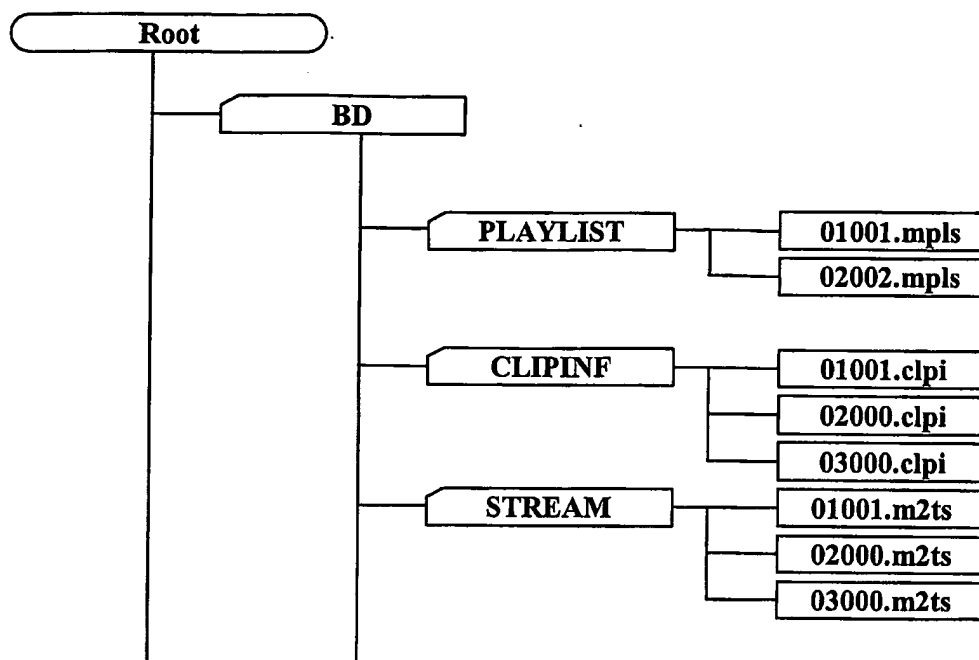 Root
BD
PLAYLIST
01001.mpls
02002.mpls
CLIPINF
01001.clpi
02000.clpi
03000.clpi
STREAM
01001.m2ts
02000.m2ts
03000.m2ts